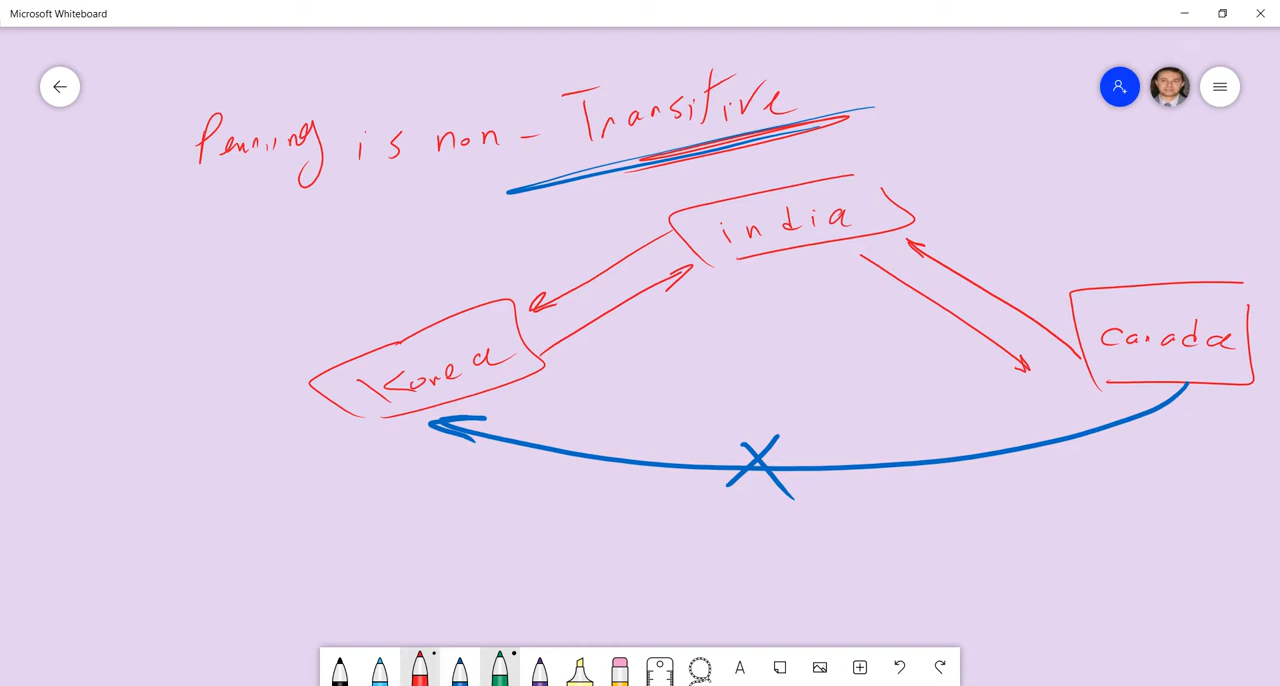 Microsoft Whiteboard
Peering is non-Transitive
india
Canada
Korea
A